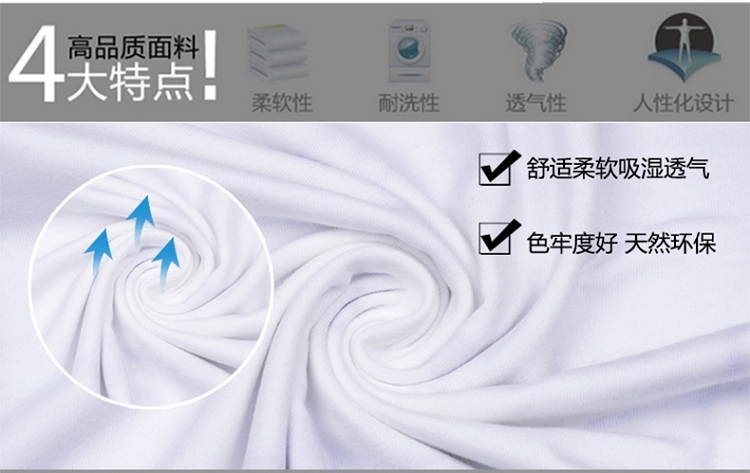 4 高品质面料
大特点!
柔软性 耐洗性 透气性 人性化设计
舒适柔软吸湿透气
色牢度好 天然环保